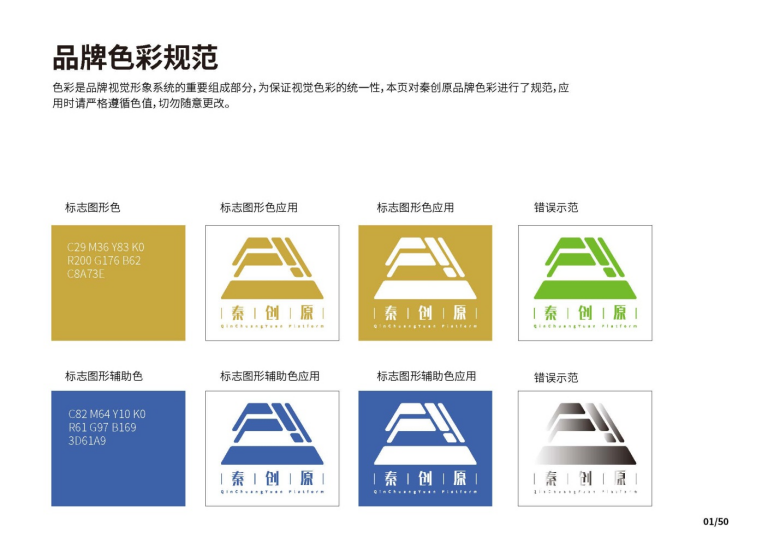 品牌色彩规范
色彩是品牌视觉形象系统的重要组成部分,为保证视觉色彩的统一性,本页对秦创原品牌色彩进行了规范,应
用时请严格遵循色值,切勿随意更改。
标志图形色
标志图形色应用
标志图形色应用
错误示范
C29 M36 Y83 K0
R200 G176 B62
C8A73E
秦 | 创 | 原
QinChuangYuan Platform
秦 | 创 | 原
QinChuangYuan Platform
秦 | 创 | 原
QinChuangYuan Platform
标志图形辅助色
标志图形辅助色应用
标志图形辅助色应用
错误示范
C82 M64 Y10 K0
R61 G97 B169
3D61A9
秦 | 创 | 原
QinChuangYuan Platform
秦 | 创 | 原
QinChuangYuan Platform
秦 | 创 | 原
QinChuangYuan Platform
01/50